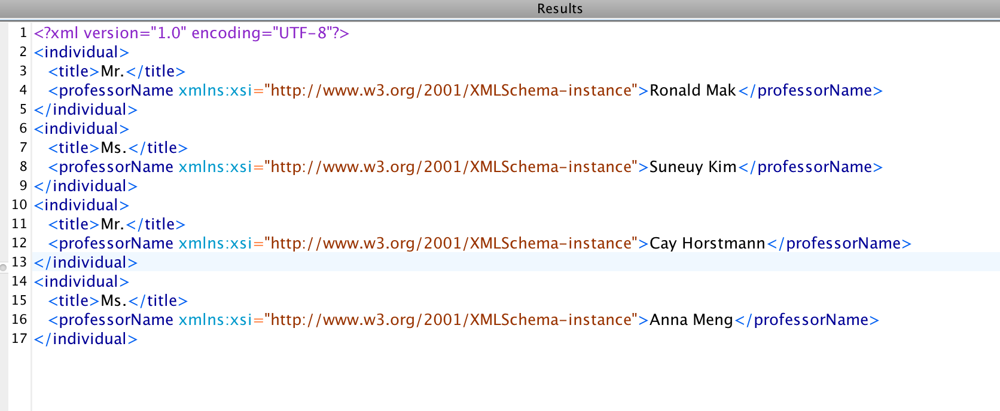 Results
1 <?xml version="1.0" encoding="UTF-8"?>
2 <individual>
3 <title>Mr.</title>
4 <professorName xmlns:xsi="http://www.w3.org/2001/XMLSchema-instance">Ronald Mak</professorName>
5 </individual>
6 <individual>
7 <title>Ms.</title>
8 <professorName xmlns:xsi="http://www.w3.org/2001/XMLSchema-instance">Suneuy Kim</professorName>
9 </individual>
10 <individual>
11 <title>Mr.</title>
12 <professorName xmlns:xsi="http://www.w3.org/2001/XMLSchema-instance">Cay Horstmann</professorName>
13 </individual>
14 <individual>
15 <title>Ms.</title>
16 <professorName xmlns:xsi="http://www.w3.org/2001/XMLSchema-instance">Anna Meng</professorName>
17 </individual>